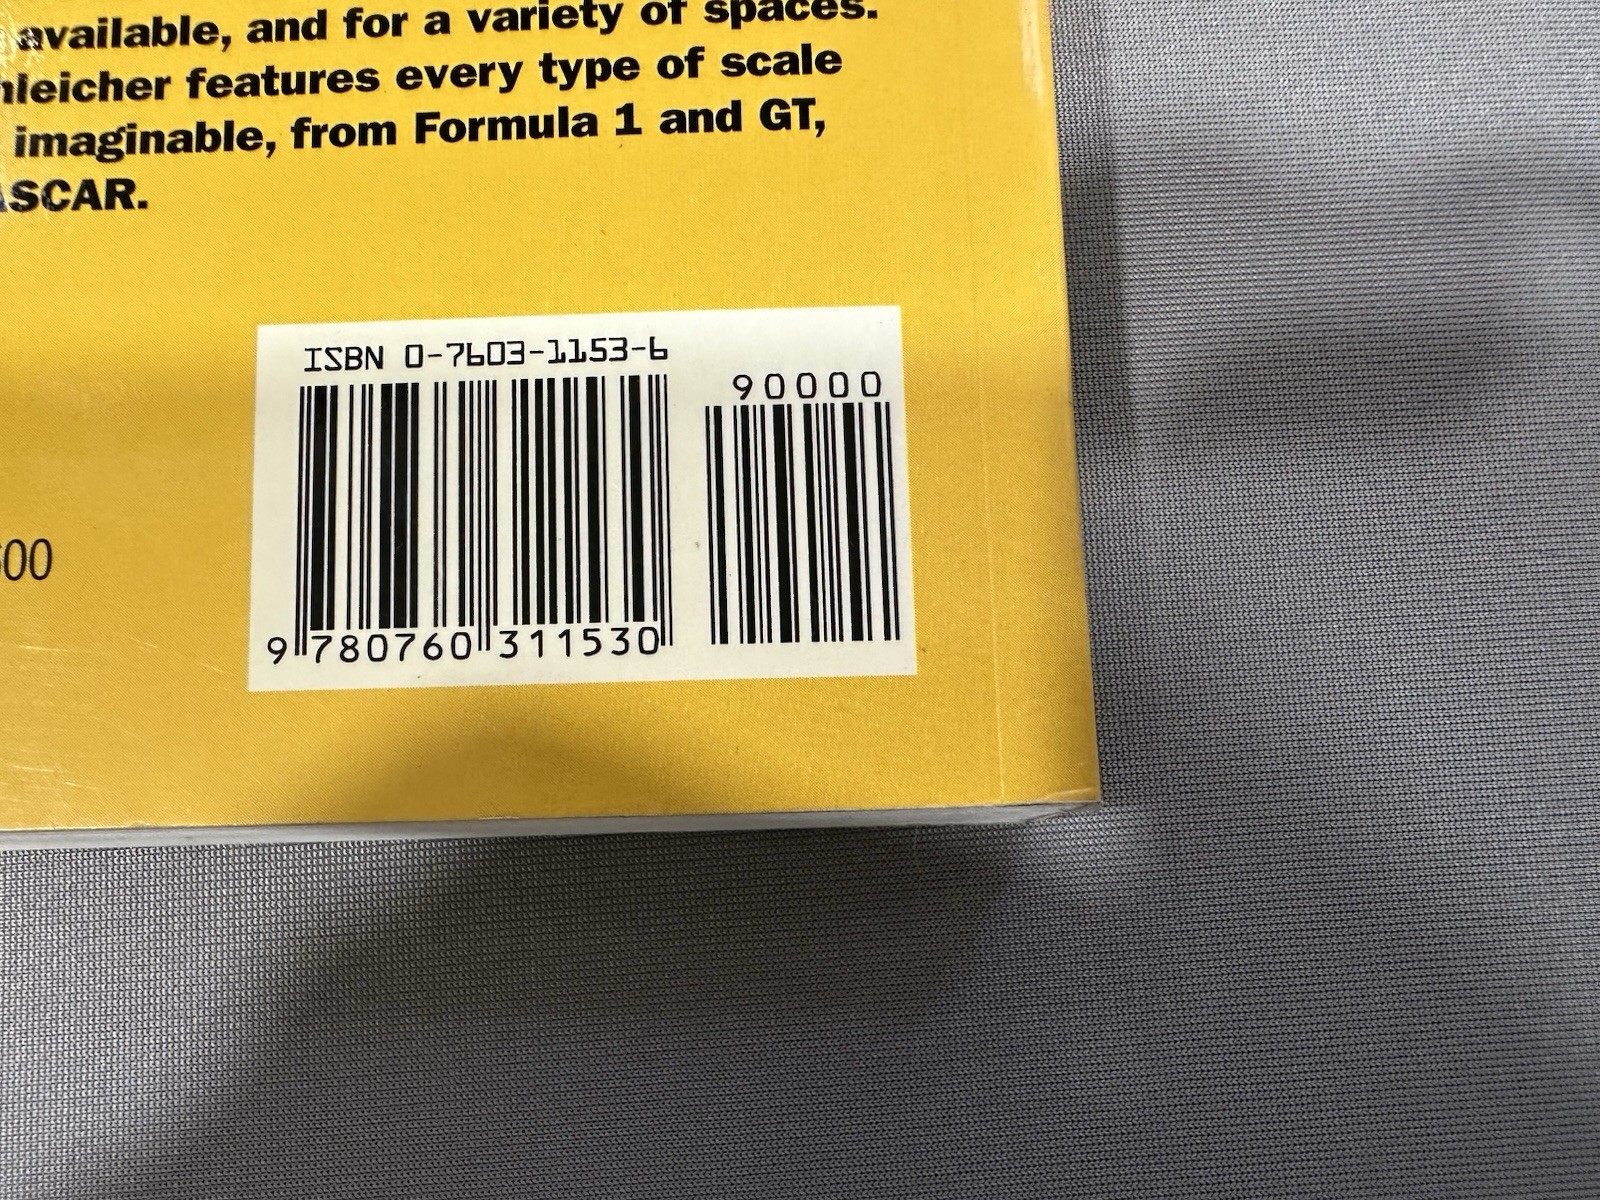 available, and for a variety of spaces.
features every type of scale
imaginable, from Formula 1 and GT,
ISBN 0-7603-1153-6
90000
9 780760 311530